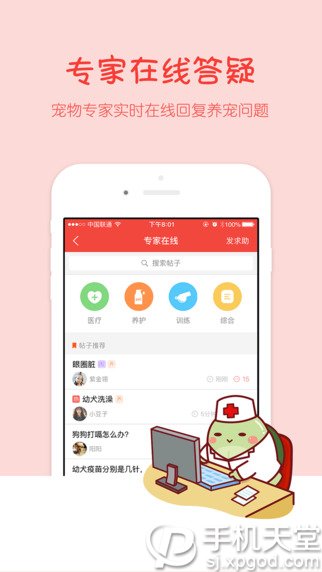 专家在线答疑
宠物专家实时在线回复养宠问题
中国联通 下午8:01 100%
专家在线 发求助
搜索帖子
医疗 养护 训练 综合
帖子推荐
眼圈脏
紫金锁 刚刚 15
幼犬洗澡
小豆子 5分
狗狗打嗝怎么办?
阳阳
幼犬疫苗分别是几针,
手机天堂
sj.xpgod.com